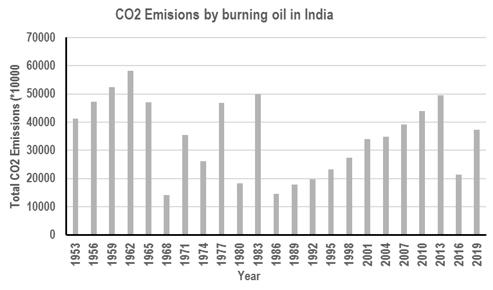 CO2 Emisions by burning oil in India
Total CO2 Emissions (*10000
70000
60000
50000
40000
30000
20000
10000
0
1953 1956 1959 1962 1965 1968 1971 1974 1977 1980 1983 1986 1989 1992 1995 1998 2001 2004 2007 2010 2013 2016 2019
Year